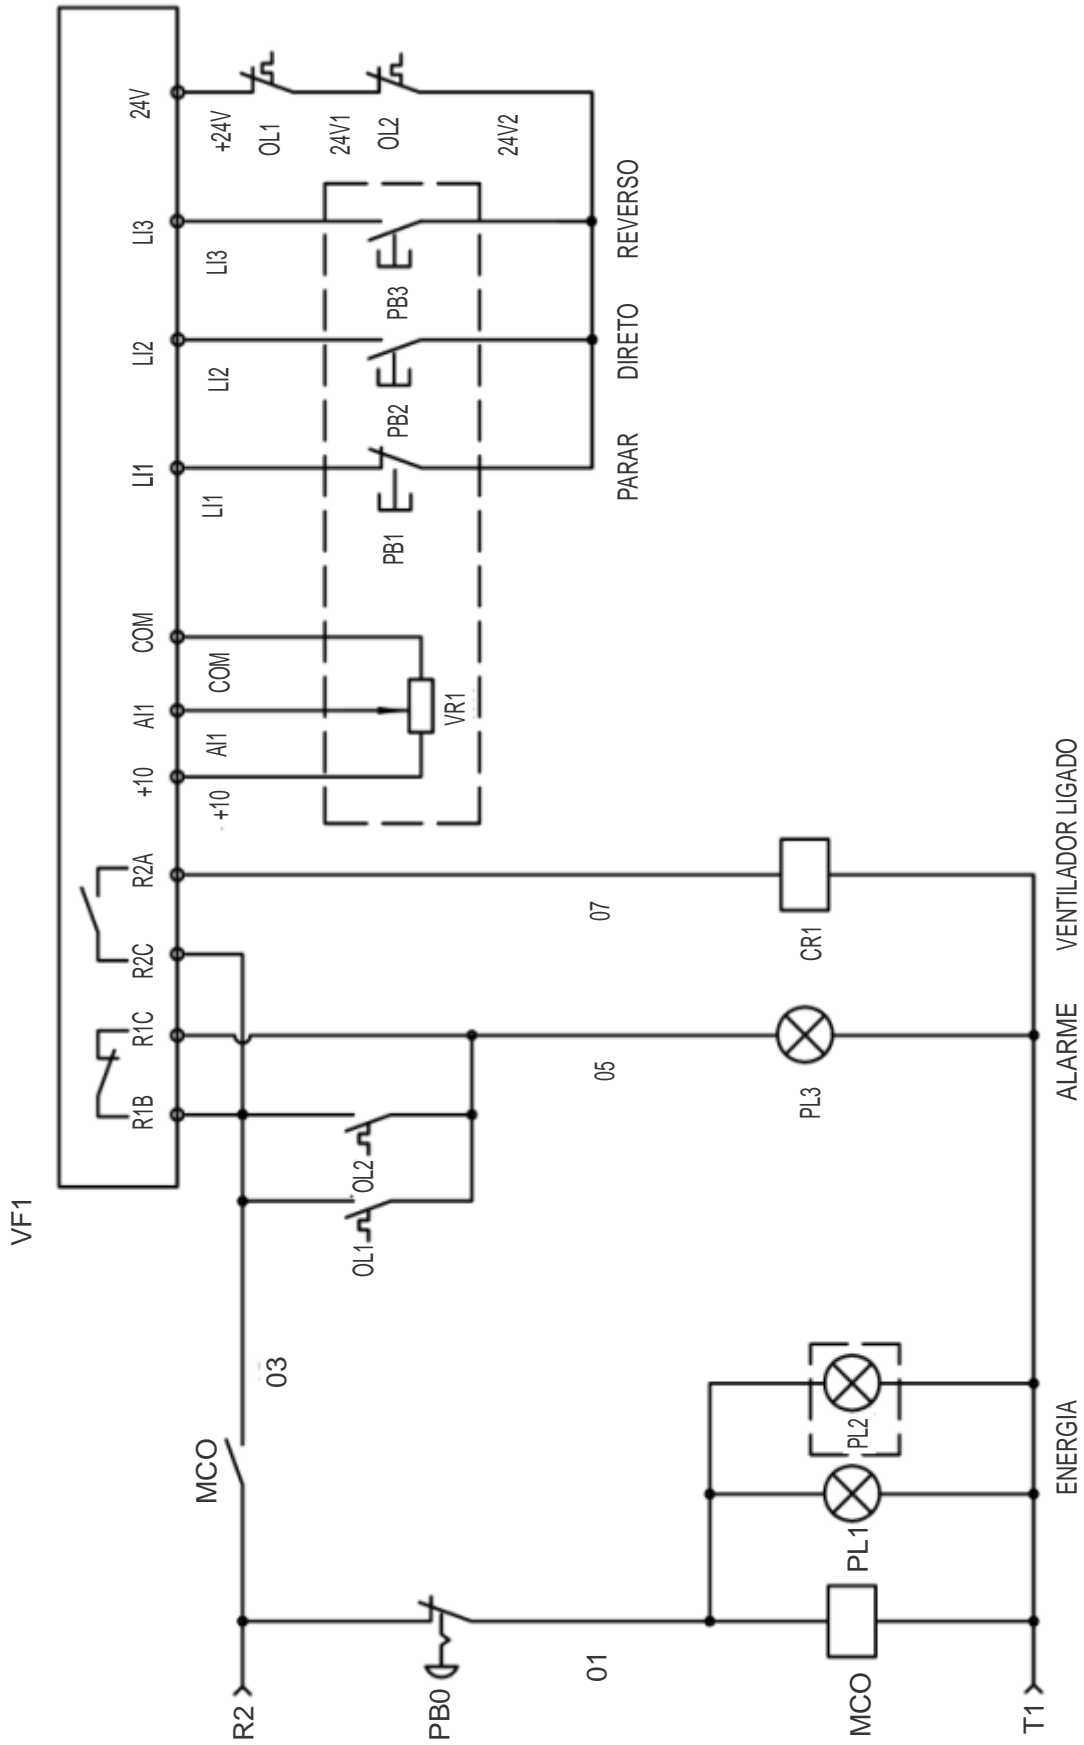 VF1
R1B
R1C
R2C
R2A
+10
AI1
COM
LI1
LI2
LI3
24V
+10
AI1
COM
LI1
LI2
LI3
+24V
OL1
24V1
OL2
24V2
VR1
PB1
PB2
PB3
PARAR
DIRETO
REVERSO
R2
MCO
03
OL1
OL2
05
07
PB0
01
MCO
PL1
PL2
PL3
CR1
T1
ENERGIA
ALARME
VENTILADOR LIGADO